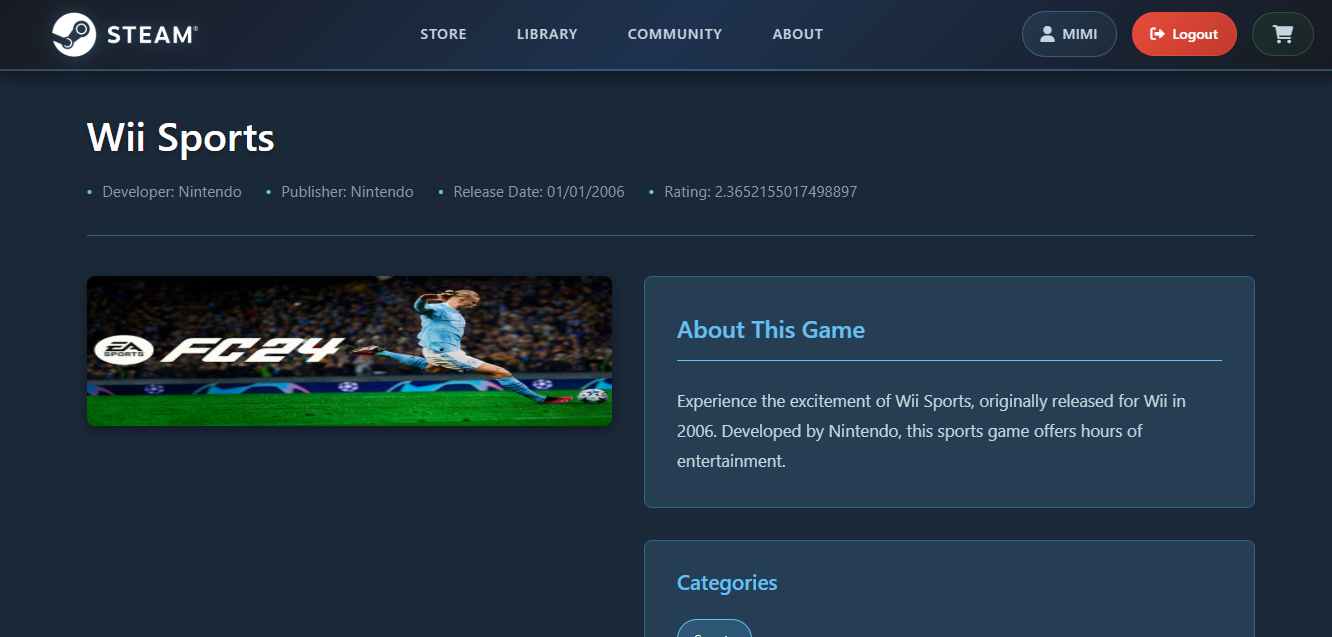 STEAM®
STORE LIBRARY COMMUNITY ABOUT
MIMI
Logout
Wii Sports
• Developer: Nintendo • Publisher: Nintendo • Release Date: 01/01/2006 • Rating: 2.3652155017498897
EA
SPORTS
FC24
About This Game
Experience the excitement of Wii Sports, originally released for Wii in
2006. Developed by Nintendo, this sports game offers hours of
entertainment.
Categories